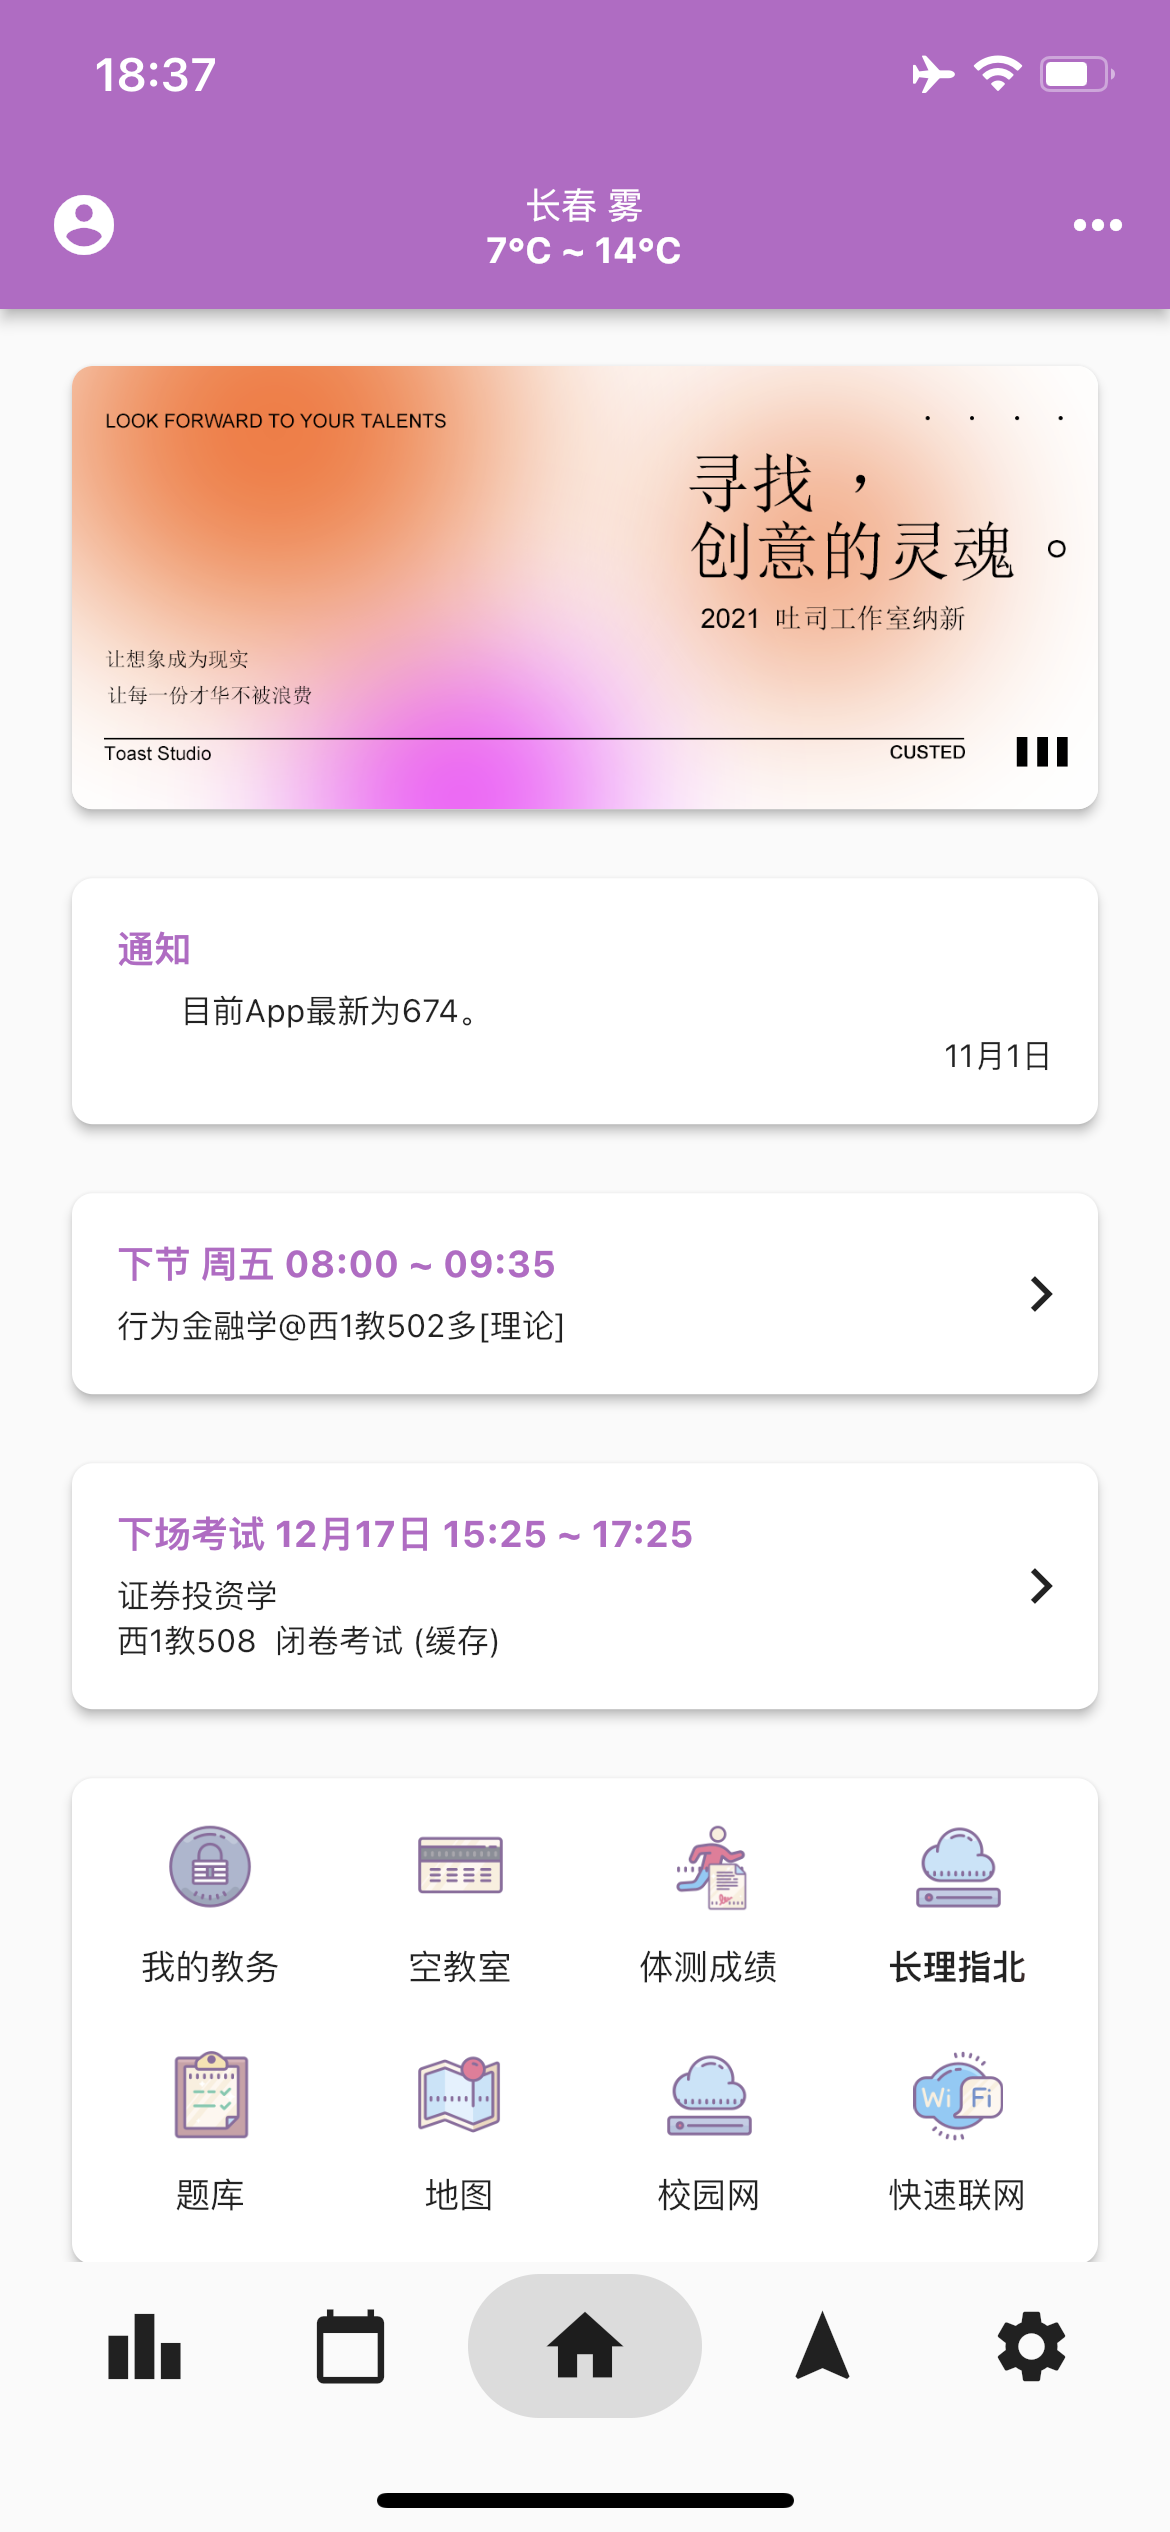 18:37
长春 雾
7°C ~ 14°C
LOOK FORWARD TO YOUR TALENTS
寻找，
创意的灵魂。
2021 吐司工作室纳新
让想象成为现实
让每一份才华不被浪费
Toast Studio
CUSTED
通知
目前App最新为674。
11月1日
下节 周五 08:00 ~ 09:35
行为金融学@西1教502多[理论]
下场考试 12月17日 15:25 ~ 17:25
证券投资学
西1教508 闭卷考试 (缓存)
我的教务
空教室
体测成绩
长理指北
Wi Fi
题库
地图
校园网
快速联网